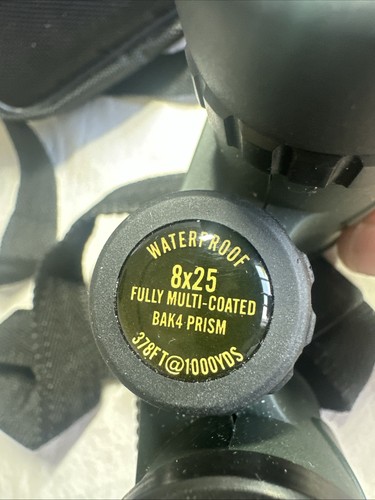 WATERPROOF
8x25
FULLY MULTI-COATED
BAK4 PRISM
378FT@1000YDS